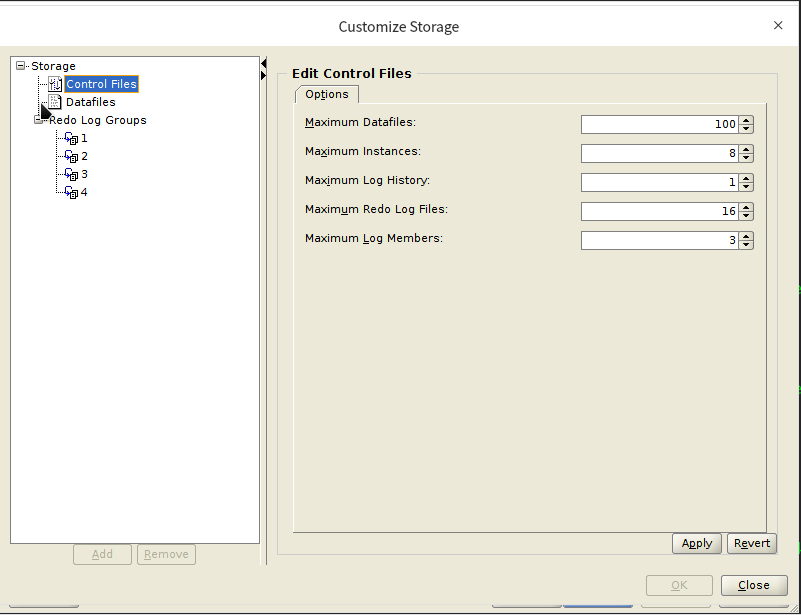 Customize Storage
Storage
Control Files
Datafiles
Redo Log Groups
1
2
3
4
Add
Remove
Edit Control Files
Options
Maximum Datafiles: 100
Maximum Instances: 8
Maximum Log History: 1
Maximum Redo Log Files: 16
Maximum Log Members: 3
Apply
Revert
OK
Close